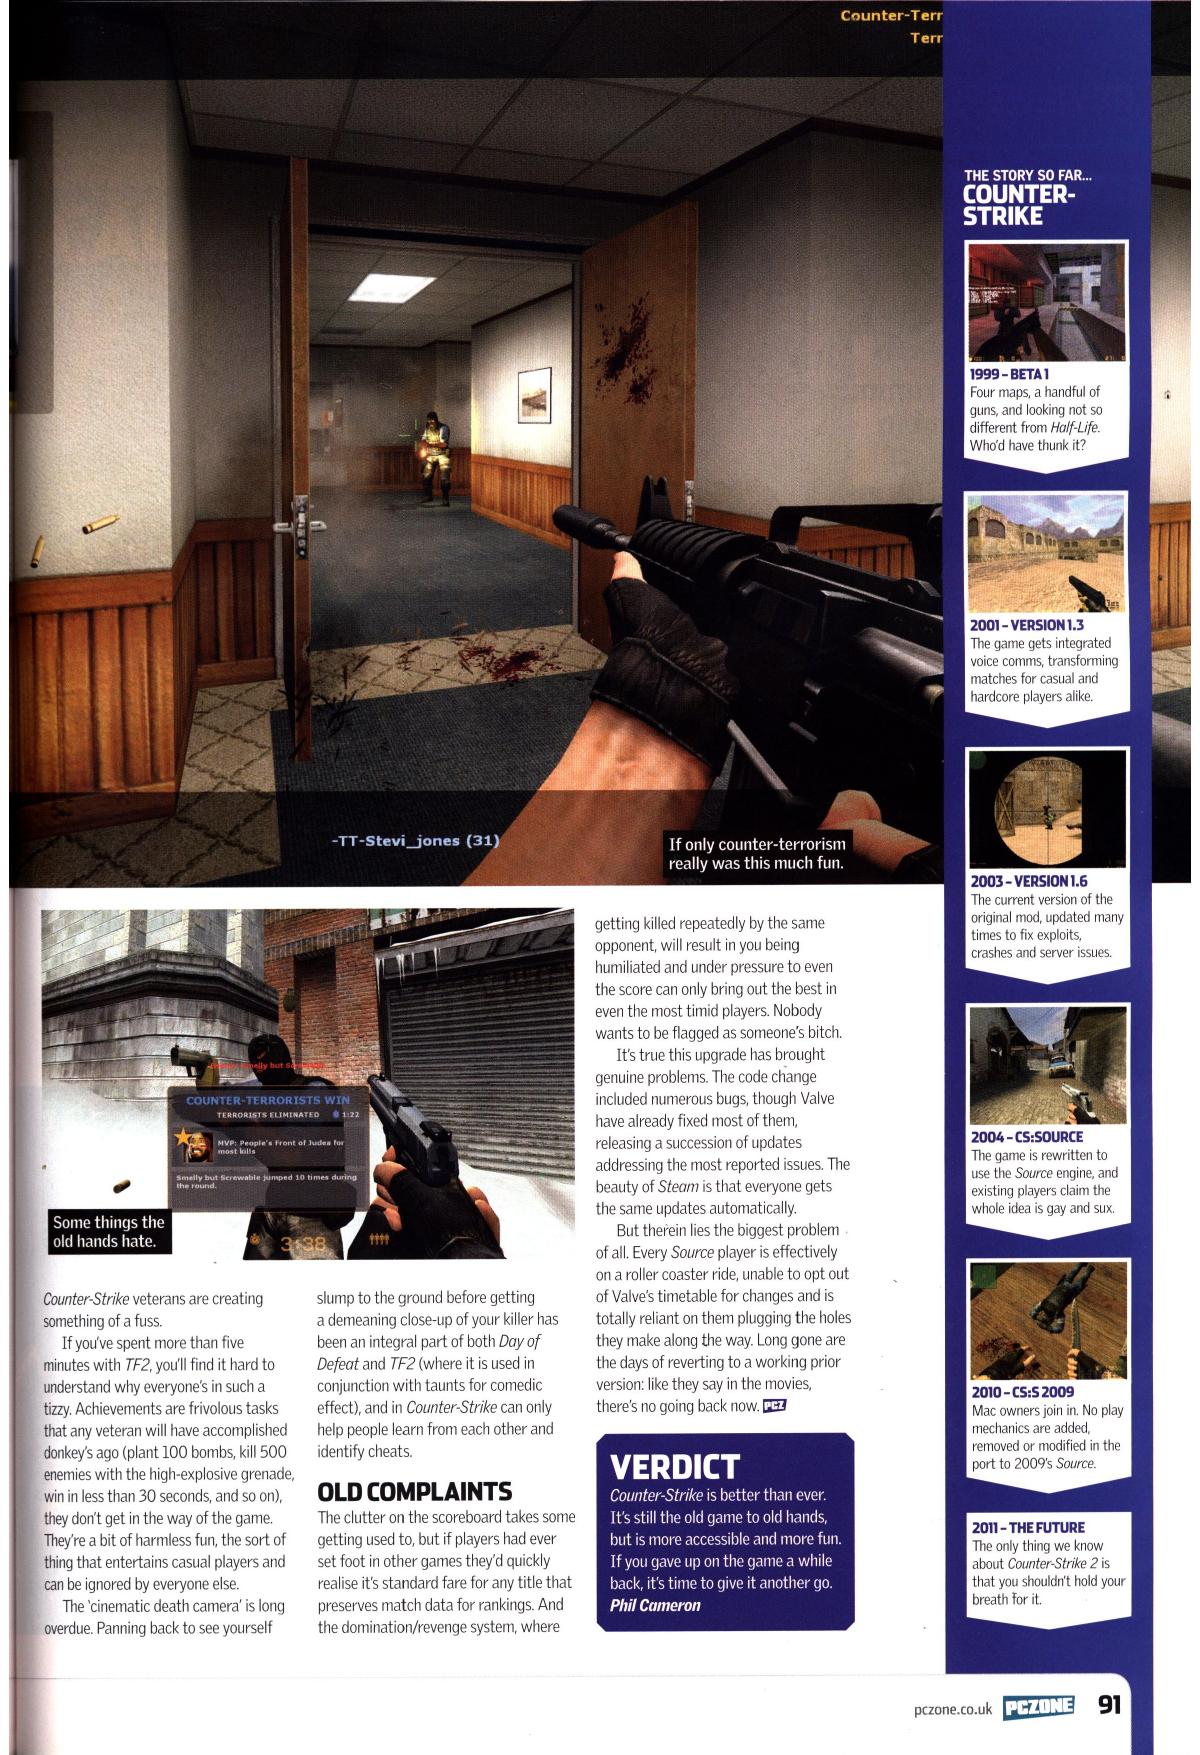 Counter-Terr
Terr
-TT-Stevi_jones (31)
If only counter-terrorism
really was this much fun.
COUNTER-TERRORISTS WIN
TERRORISTS ELIMINATED 1:22
MVP: People's Front of Judea for
most kills
Smelly but Screwable jumped 10 times during
the round.
3:38
Some things the
old hands hate.
Counter-Strike veterans are creating
something of a fuss.
If you've spent more than five
minutes with TF2, you'll find it hard to
understand why everyone's in such a
tizzy. Achievements are frivolous tasks
that any veteran will have accomplished
donkey's ago (plant 100 bombs, kill 500
enemies with the high-explosive grenade,
win in less than 30 seconds, and so on),
they don't get in the way of the game.
They're a bit of harmless fun, the sort of
thing that entertains casual players and
can be ignored by everyone else.
The 'cinematic death camera' is long
overdue. Panning back to see yourself
slump to the ground before getting
a demeaning close-up of your killer has
been an integral part of both Day of
Defeat and TF2 (where it is used in
conjunction with taunts for comedic
effect), and in Counter-Strike can only
help people learn from each other and
identify cheats.
OLD COMPLAINTS
The clutter on the scoreboard takes some
getting used to, but if players had ever
set foot in other games they'd quickly
realise it's standard fare for any title that
preserves match data for rankings. And
the domination/revenge system, where
getting killed repeatedly by the same
opponent, will result in you being
humiliated and under pressure to even
the score can only bring out the best in
even the most timid players. Nobody
wants to be flagged as someone's bitch.
It's true this upgrade has brought
genuine problems. The code change
included numerous bugs, though Valve
have already fixed most of them,
releasing a succession of updates
addressing the most reported issues. The
beauty of Steam is that everyone gets
the same updates automatically.
But therein lies the biggest problem
of all. Every Source player is effectively
on a roller coaster ride, unable to opt out
of Valve's timetable for changes and is
totally reliant on them plugging the holes
they make along the way. Long gone are
the days of reverting to a working prior
version: like they say in the movies,
there's no going back now. PCZ
VERDICT
Counter-Strike is better than ever.
It's still the old game to old hands,
but is more accessible and more fun.
If you gave up on the game a while
back, it's time to give it another go.
Phil Cameron
THE STORY SO FAR...
COUNTER-
STRIKE
1999 – BETA 1
Four maps, a handful of
guns, and looking not so
different from Half-Life.
Who'd have thunk it?
2001 – VERSION 1.3
The game gets integrated
voice comms, transforming
matches for casual and
hardcore players alike.
2003 – VERSION 1.6
The current version of the
original mod, updated many
times to fix exploits,
crashes and server issues.
2004 – CS:SOURCE
The game is rewritten to
use the Source engine, and
existing players claim the
whole idea is gay and sux.
2010 – CS:S 2009
Mac owners join in. No play
mechanics are added,
removed or modified in the
port to 2009's Source.
2011 – THE FUTURE
The only thing we know
about Counter-Strike 2 is
that you shouldn't hold your
breath for it.
pczone.co.uk PCZONE 91